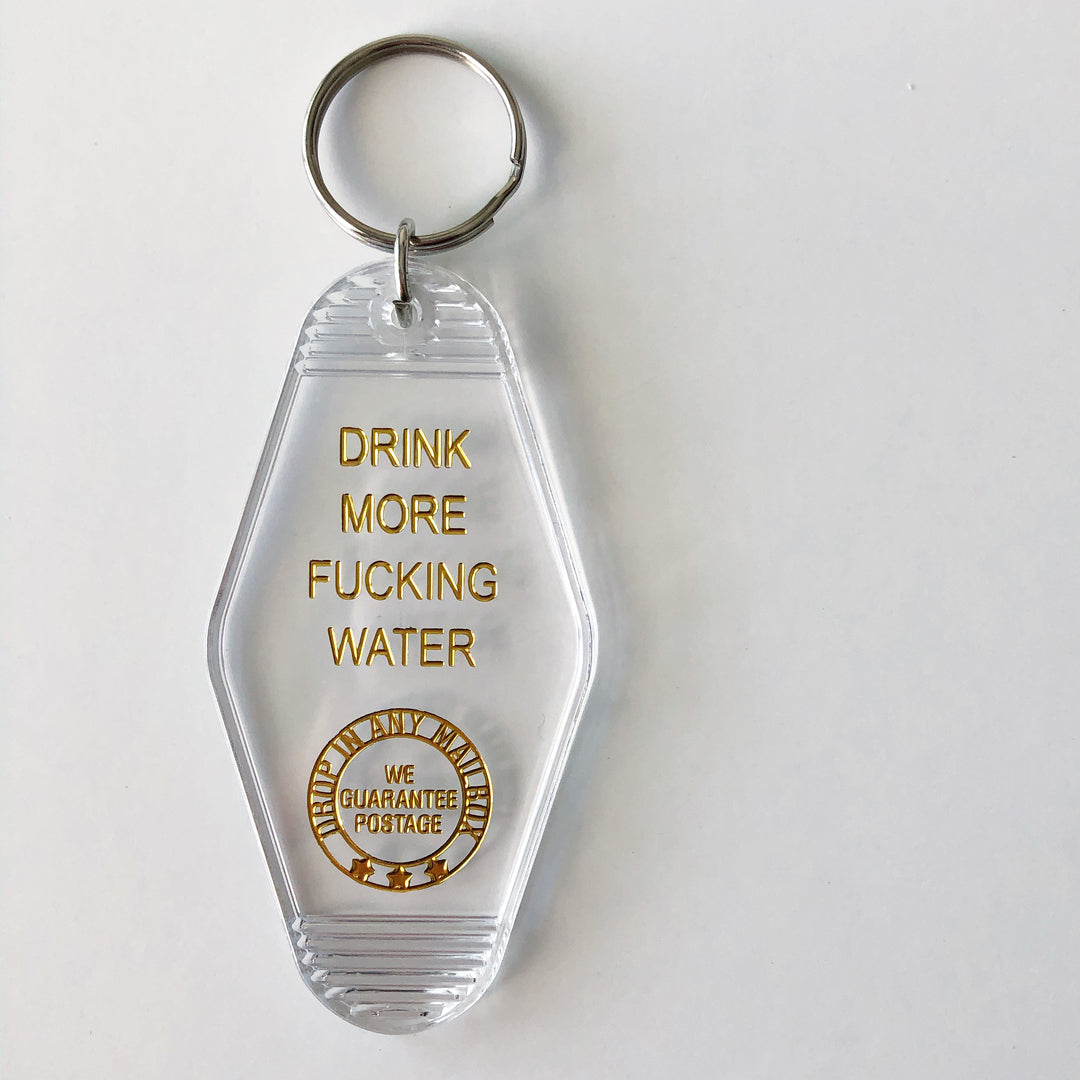 DRINK
MORE
FUCKING
WATER
DROP IN ANY MAILBOX
WE
GUARANTEE
POSTAGE